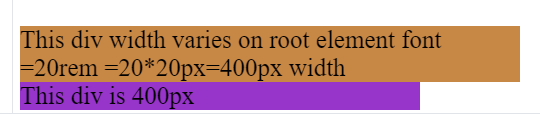 This div width varies on root element font
=20rem =20*20px=400px width
This div is 400px